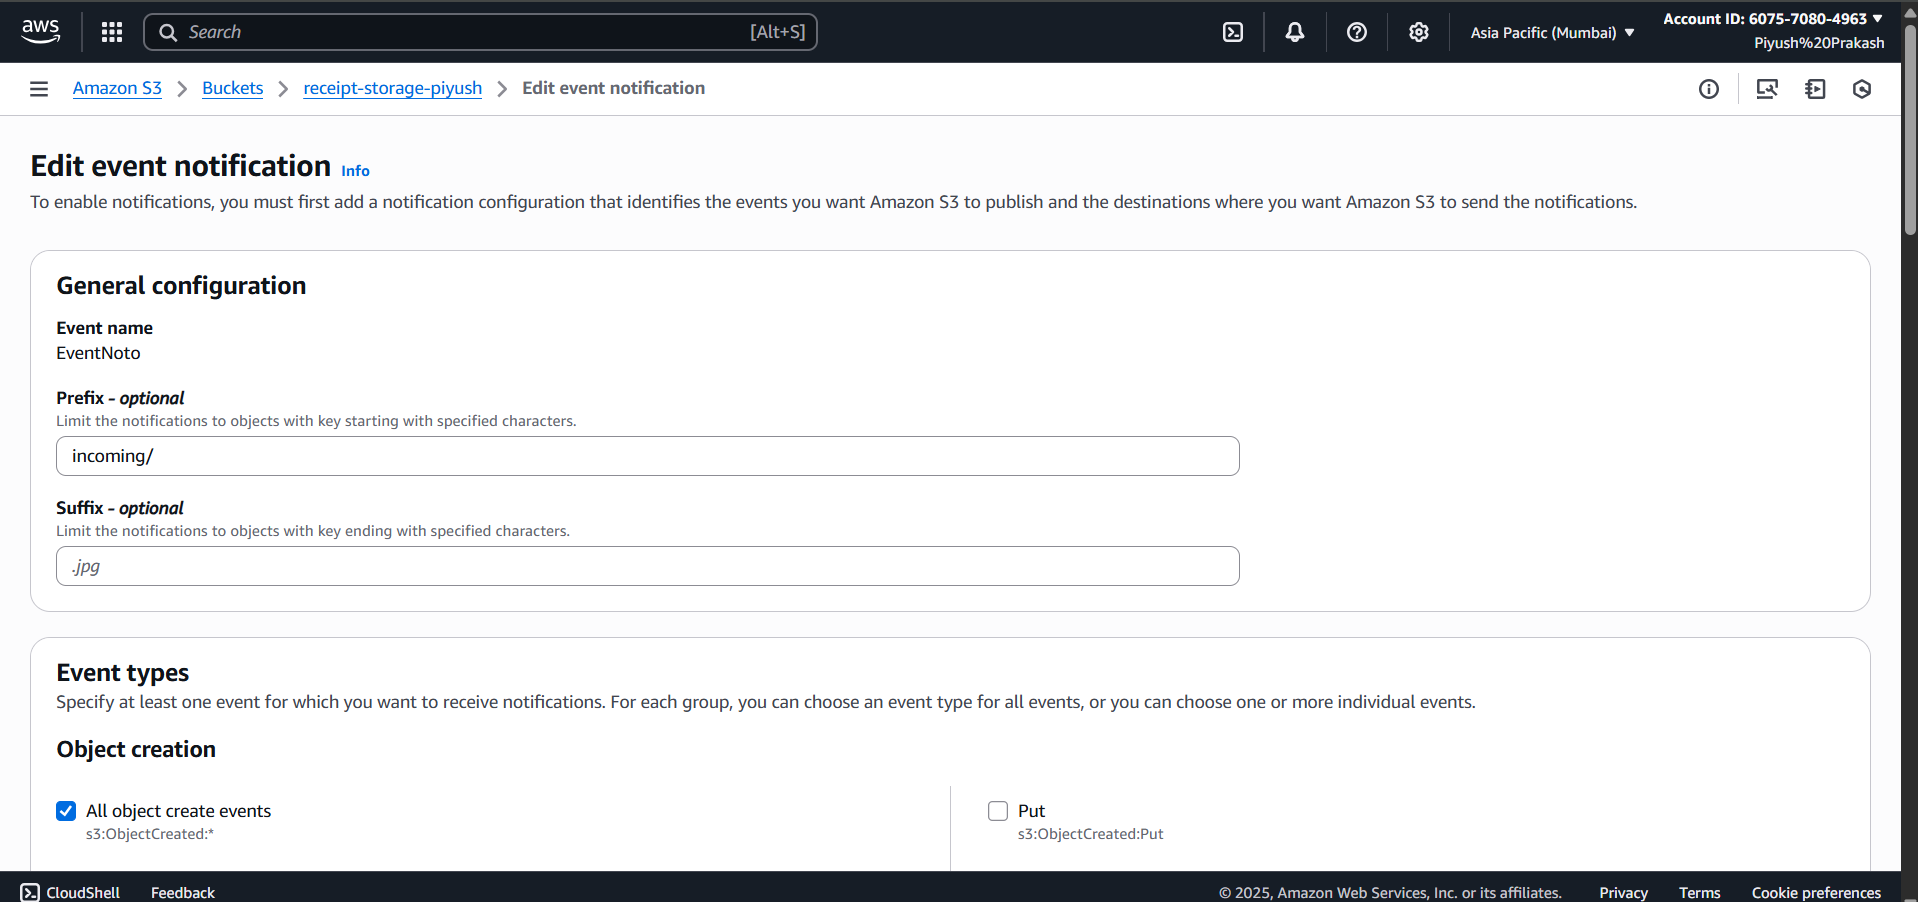 aws
Search
[Alt+S]
Asia Pacific (Mumbai)
Account ID: 6075-7080-4963
Piyush%20Prakash
Amazon S3
Buckets
receipt-storage-piyush
Edit event notification
Edit event notification Info
To enable notifications, you must first add a notification configuration that identifies the events you want Amazon S3 to publish and the destinations where you want Amazon S3 to send the notifications.
General configuration
Event name
EventNoto
Prefix - optional
Limit the notifications to objects with key starting with specified characters.
incoming/
Suffix - optional
Limit the notifications to objects with key ending with specified characters.
.jpg
Event types
Specify at least one event for which you want to receive notifications. For each group, you can choose an event type for all events, or you can choose one or more individual events.
Object creation
All object create events
s3:ObjectCreated:*
Put
s3:ObjectCreated:Put
CloudShell
Feedback
© 2025, Amazon Web Services, Inc. or its affiliates.
Privacy
Terms
Cookie preferences